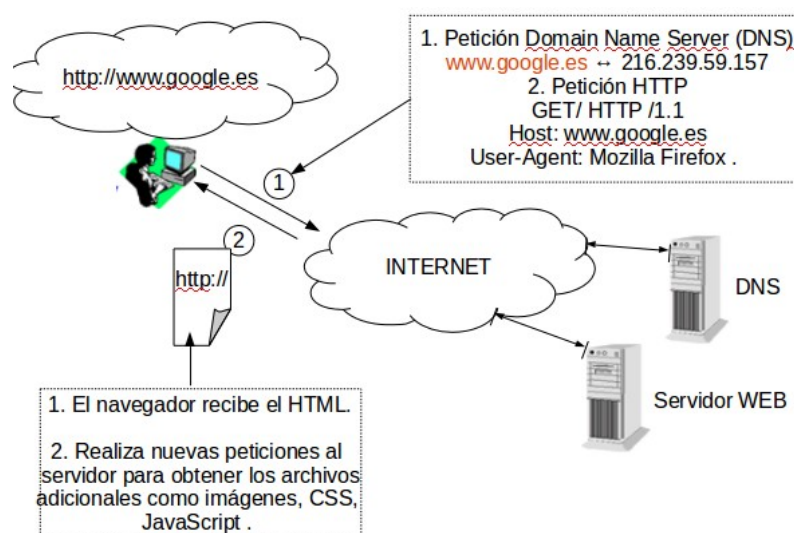 http://www.google.es
1. Petición Domain Name Server (DNS)
www.google.es ↔ 216.239.59.157
2. Petición HTTP
GET/ HTTP /1.1
Host: www.google.es
User-Agent: Mozilla Firefox .
1
2
http://
INTERNET
DNS
Servidor WEB
1. El navegador recibe el HTML.
2. Realiza nuevas peticiones al
servidor para obtener los archivos
adicionales como imágenes, CSS,
JavaScript .